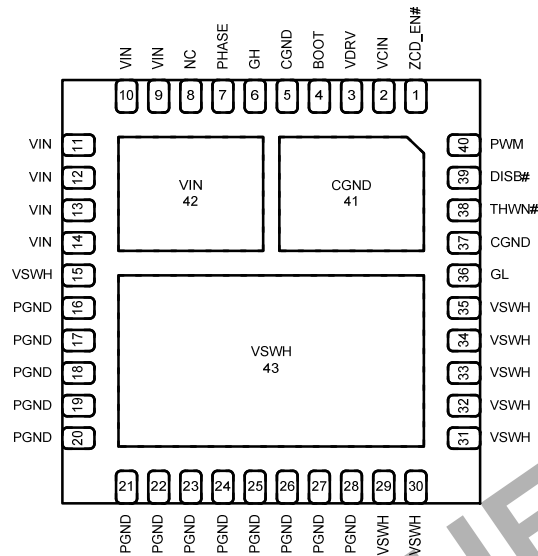 VIN VIN NC PHASE GH CGND BOOT VDRV VCIN ZCD_EN#
10 9 8 7 6 5 4 3 2 1
VIN 11
VIN 12
VIN 13
VIN 14
VSWH 15
PGND 16
PGND 17
PGND 18
PGND 19
PGND 20
VIN
42
CGND
41
VSWH
43
40 PWM
39 DISB#
38 THWN#
37 CGND
36 GL
35 VSWH
34 VSWH
33 VSWH
32 VSWH
31 VSWH
21 22 23 24 25 26 27 28 29 30
PGND PGND PGND PGND PGND PGND PGND PGND VSWH VSWH